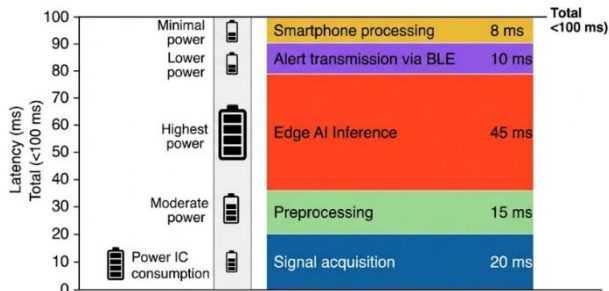 Latency (ms)
Total (<100 ms)
100
90
80
70
60
50
40
30
20
10
0
Minimal
power
Lower
power
Highest
power
Moderate
power
Power IC
consumption
Smartphone processing 8 ms
Alert transmission via BLE 10 ms
Edge AI Inference 45 ms
Preprocessing 15 ms
Signal acquisition 20 ms
Total
<100 ms)